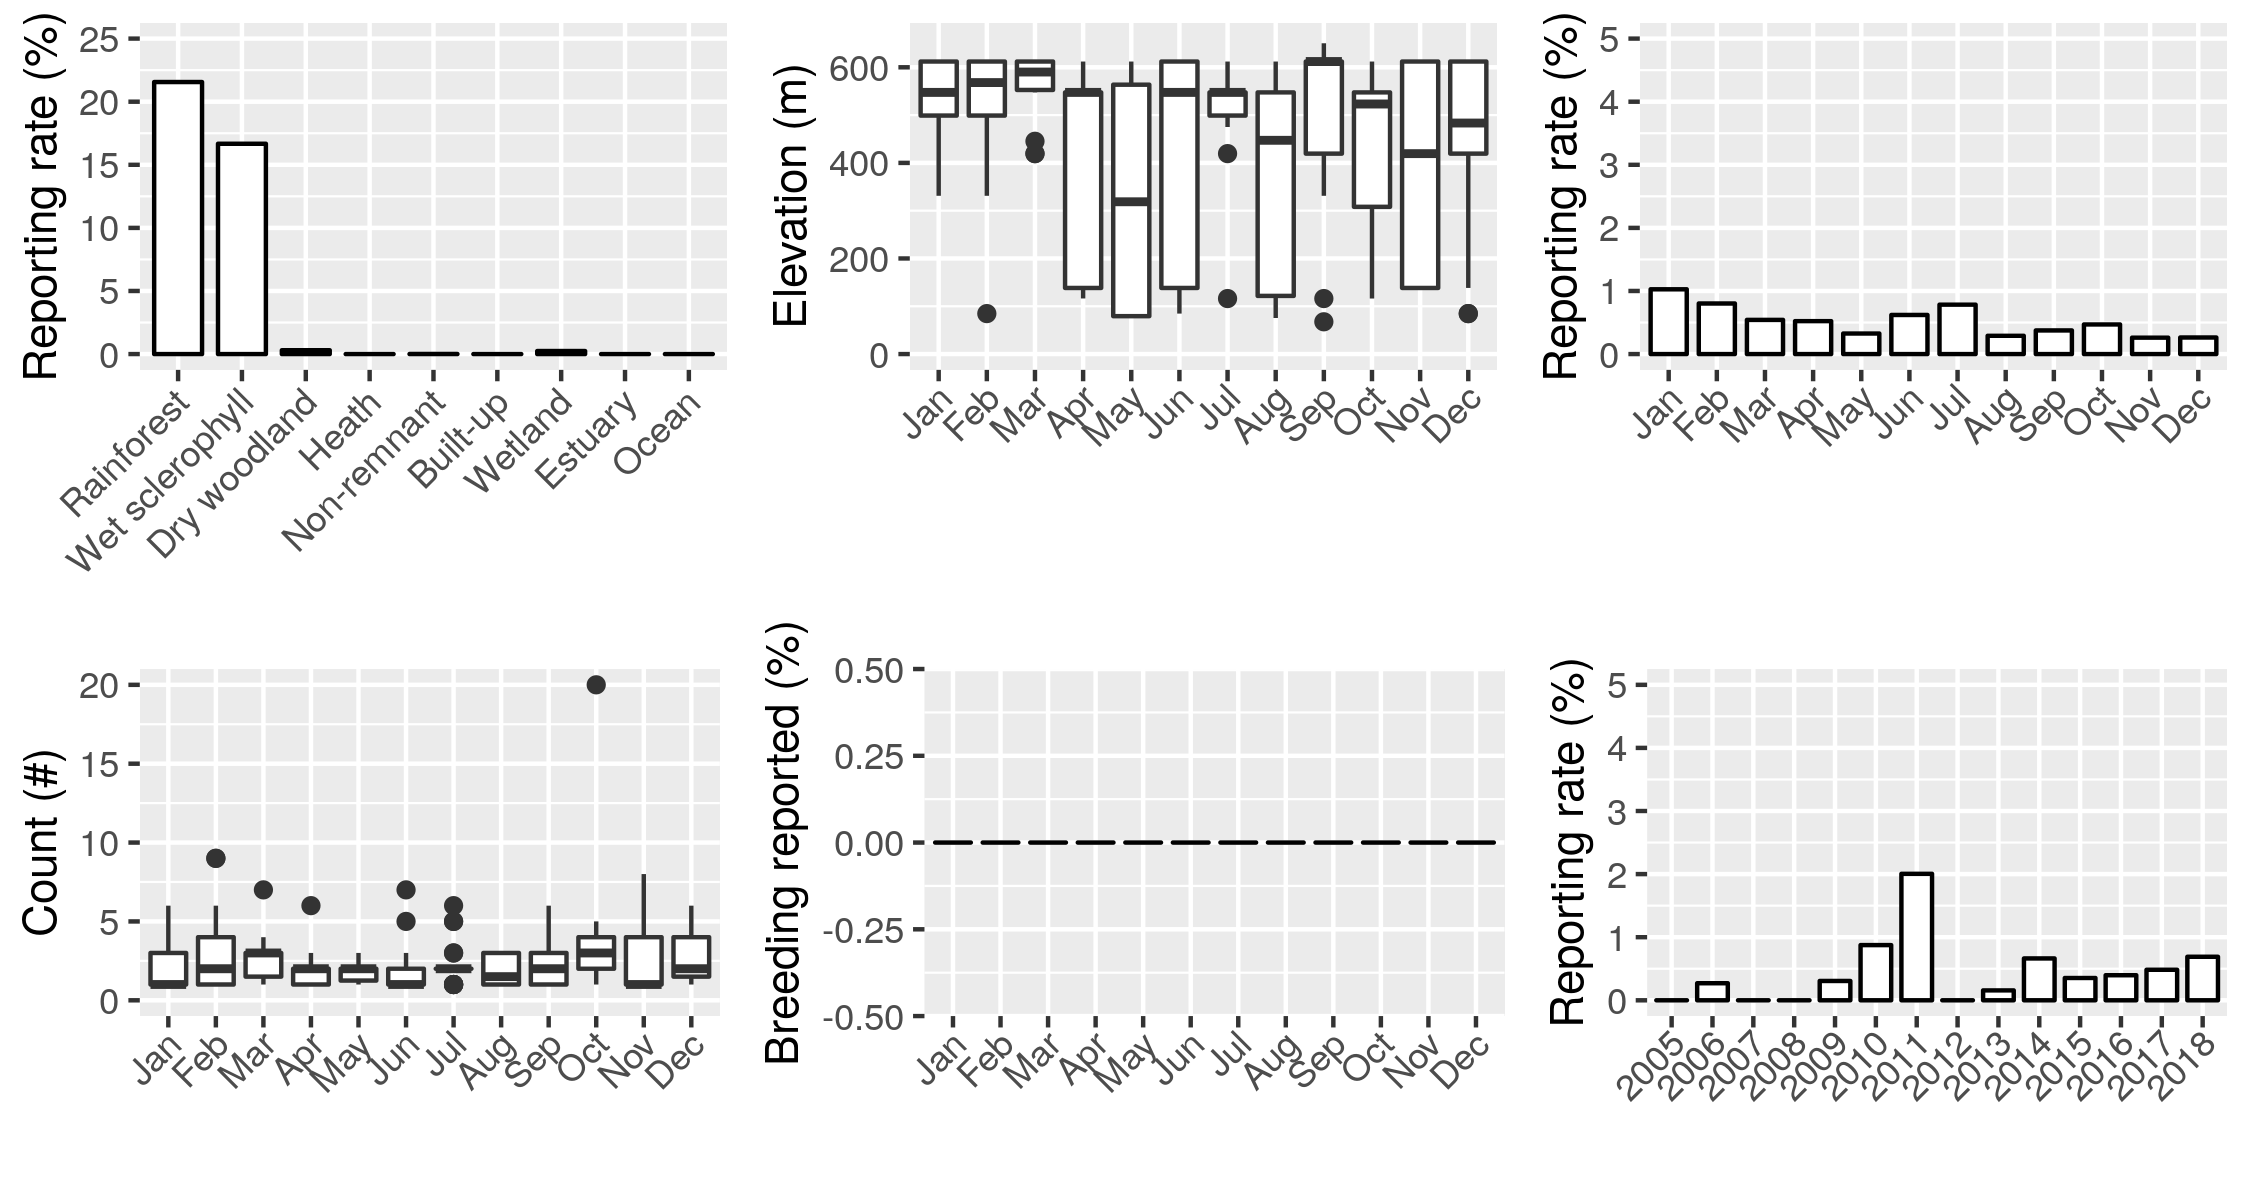 Reporting rate (%)
25
20
15
10
5
0
Rainforest
Wet sclerophyll
Dry woodland
Heath
Non-remnant
Built-up
Wetland
Estuary
Ocean
Elevation (m)
600
400
200
0
Jan
Feb
Mar
Apr
May
Jun
Jul
Aug
Sep
Oct
Nov
Dec
Reporting rate (%)
5
4
3
2
1
0
Jan
Feb
Mar
Apr
May
Jun
Jul
Aug
Sep
Oct
Nov
Dec
Count (#)
20
15
10
5
0
Jan
Feb
Mar
Apr
May
Jun
Jul
Aug
Sep
Oct
Nov
Dec
Breeding reported (%)
0.50
0.25
0.00
-0.25
-0.50
Jan
Feb
Mar
Apr
May
Jun
Jul
Aug
Sep
Oct
Nov
Dec
Reporting rate (%)
5
4
3
2
1
0
2005
2006
2007
2008
2009
2010
2011
2012
2013
2014
2015
2016
2017
2018